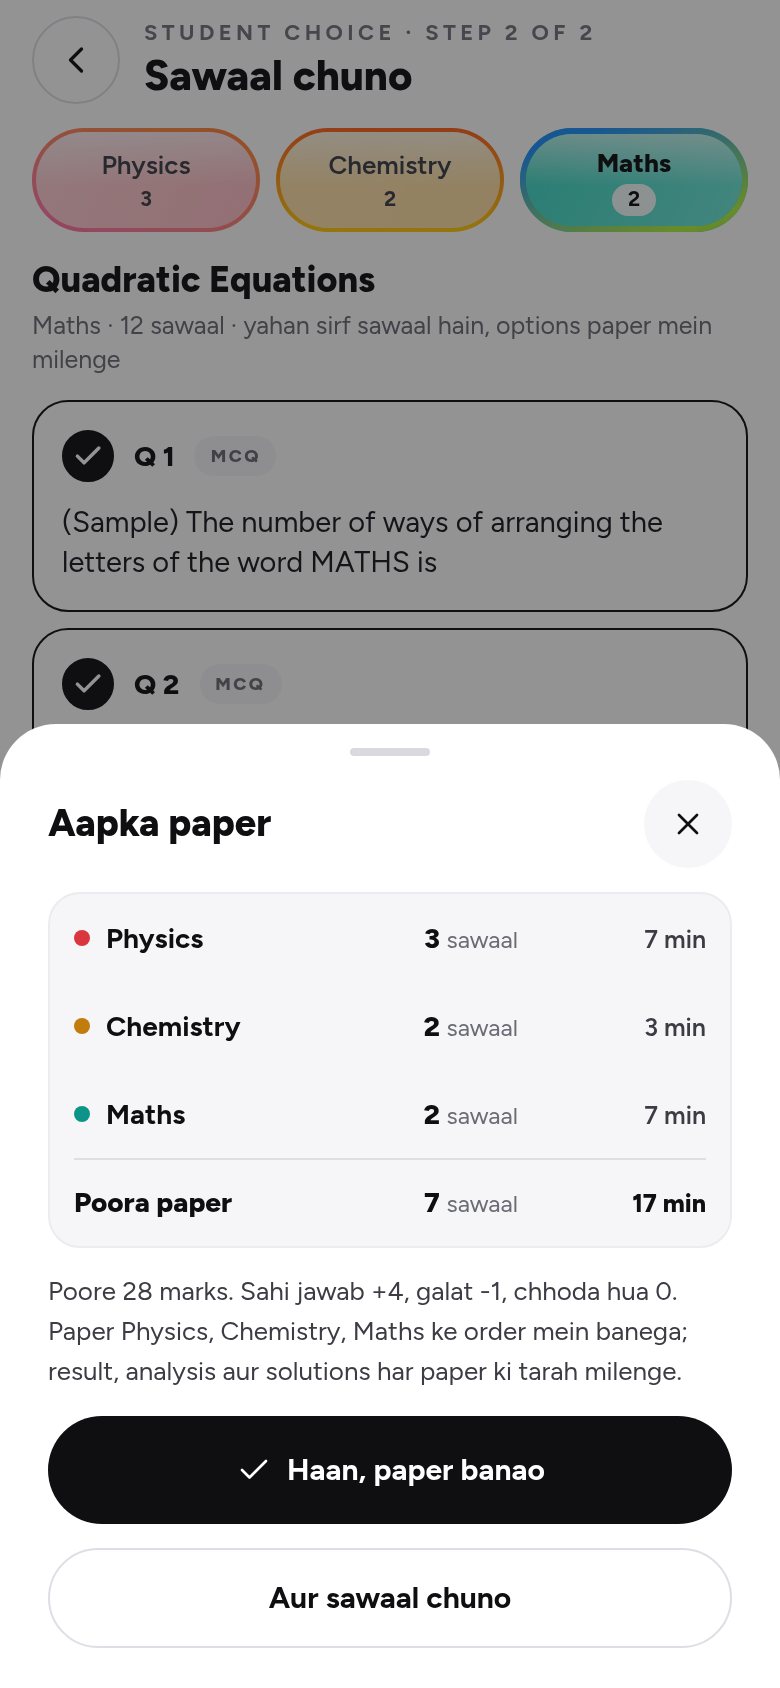 STUDENT CHOICE · STEP 2 OF 2
Sawaal chuno
Physics
3
Chemistry
2
Maths
2
Quadratic Equations
Maths · 12 sawaal · yahan sirf sawaal hain, options paper mein
milenge
Q 1 MCQ
(Sample) The number of ways of arranging the
letters of the word MATHS is
Q 2 MCQ
Aapka paper
Physics 3 sawaal 7 min
Chemistry 2 sawaal 3 min
Maths 2 sawaal 7 min
Poora paper 7 sawaal 17 min
Poore 28 marks. Sahi jawab +4, galat -1, chhoda hua 0.
Paper Physics, Chemistry, Maths ke order mein banega;
result, analysis aur solutions har paper ki tarah milenge.
Haan, paper banao
Aur sawaal chuno